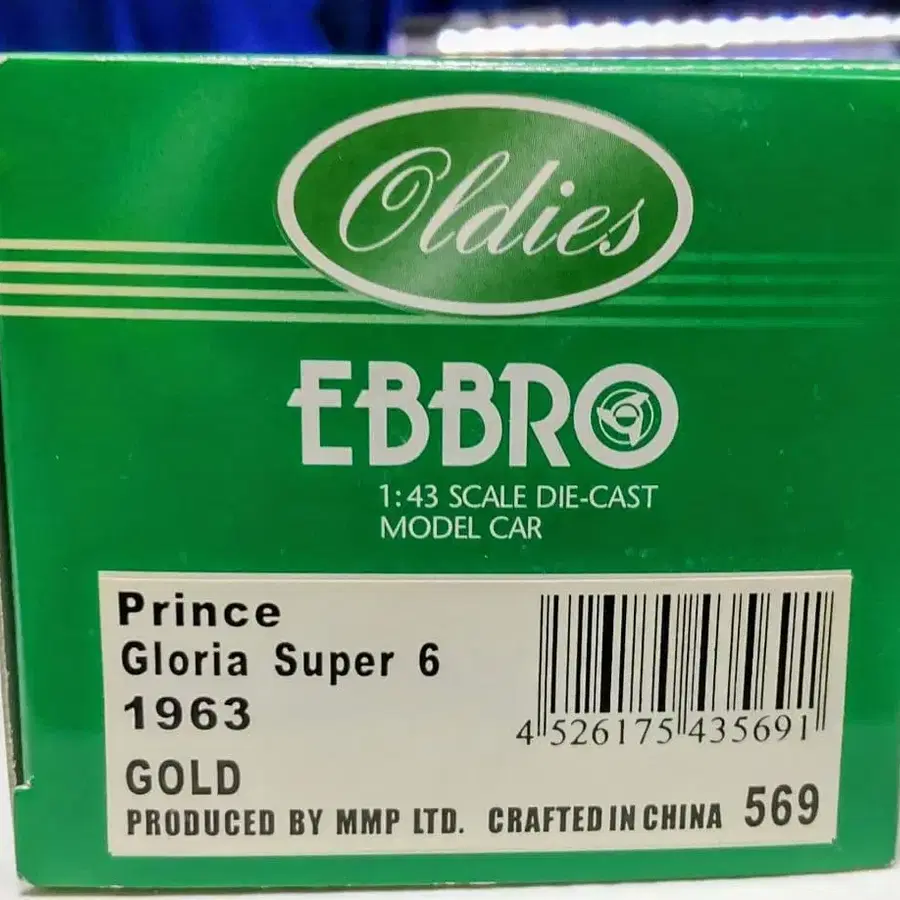 Oldies
EBBRO
1:43 SCALE DIE-CAST
MODEL CAR
Prince
Gloria Super 6
1963
GOLD
4 526175 435691
PRODUCED BY MMP LTD. CRAFTED IN CHINA 569